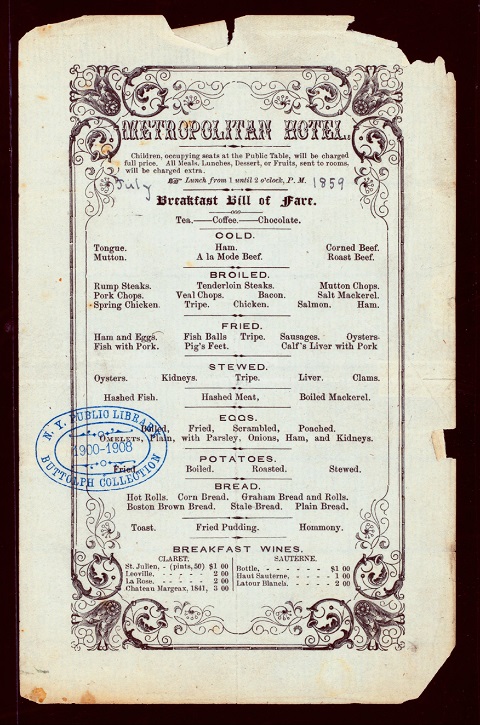 METROPOLITAN HOTEL.
Children, occupying seats at the Public Table, will be charged
full price. All Meals, Lunches, Dessert, or Fruits, sent to rooms,
will be charged extra.
☞ Lunch from 1 until 2 o'clock, P. M.
July 1859
Breakfast Bill of Fare.
Tea.——Coffee.——Chocolate.
COLD.
Tongue. Ham. Corned Beef.
Mutton. A la Mode Beef. Roast Beef.
BROILED.
Rump Steaks. Tenderloin Steaks. Mutton Chops.
Pork Chops. Veal Chops. Bacon. Salt Mackerel.
Spring Chicken. Tripe. Chicken. Salmon. Ham.
FRIED.
Ham and Eggs. Fish Balls Tripe. Sausages. Oysters.
Fish with Pork. Pig's Feet. Calf's Liver with Pork
STEWED.
Oysters. Kidneys. Tripe. Liver. Clams.
Hashed Fish. Hashed Meat, Boiled Mackerel.
EGGS.
Boiled, Fried, Scrambled, Poached.
OMELETS, Plain, with Parsley, Onions, Ham, and Kidneys.
POTATOES.
Fried. Boiled. Roasted. Stewed.
BREAD.
Hot Rolls. Corn Bread. Graham Bread and Rolls.
Boston Brown Bread. Stale Bread. Plain Bread.
Toast. Fried Pudding. Hommony.
BREAKFAST WINES.
CLARET. SAUTERNE.
St. Jullen, - (pints, 50) $1 00 Bottle, - - - - - - - $1 00
Leoville, - - - - - - 2 00 Haut Sauterne, - - - - - 1 00
La Rose, - - - - - - 2 00 Latour Blanch, - - - - - 2 00
Chateau Margeax, 1841, 3 00
N. Y. PUBLIC LIBRARY
1900-1908
BUTTOLPH COLLECTION